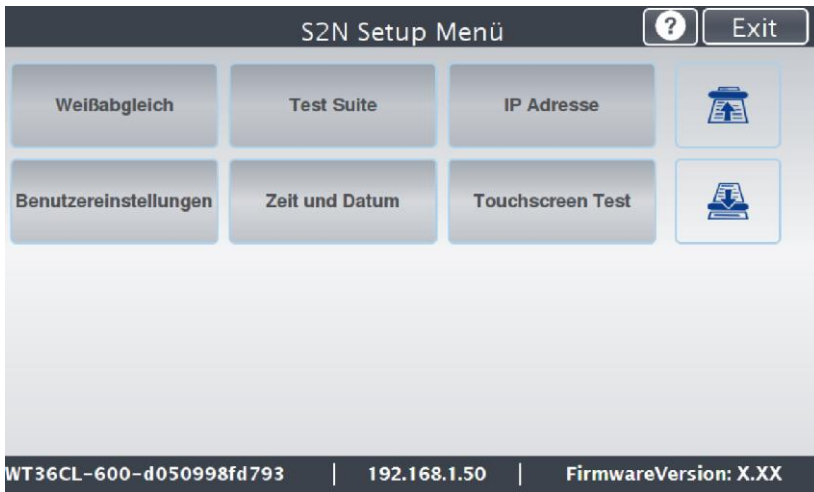 S2N Setup Menü
? Exit
Weißabgleich Test Suite IP Adresse
Benutzereinstellungen Zeit und Datum Touchscreen Test
WT36CL-600-d050998fd793 | 192.168.1.50 | FirmwareVersion: X.XX